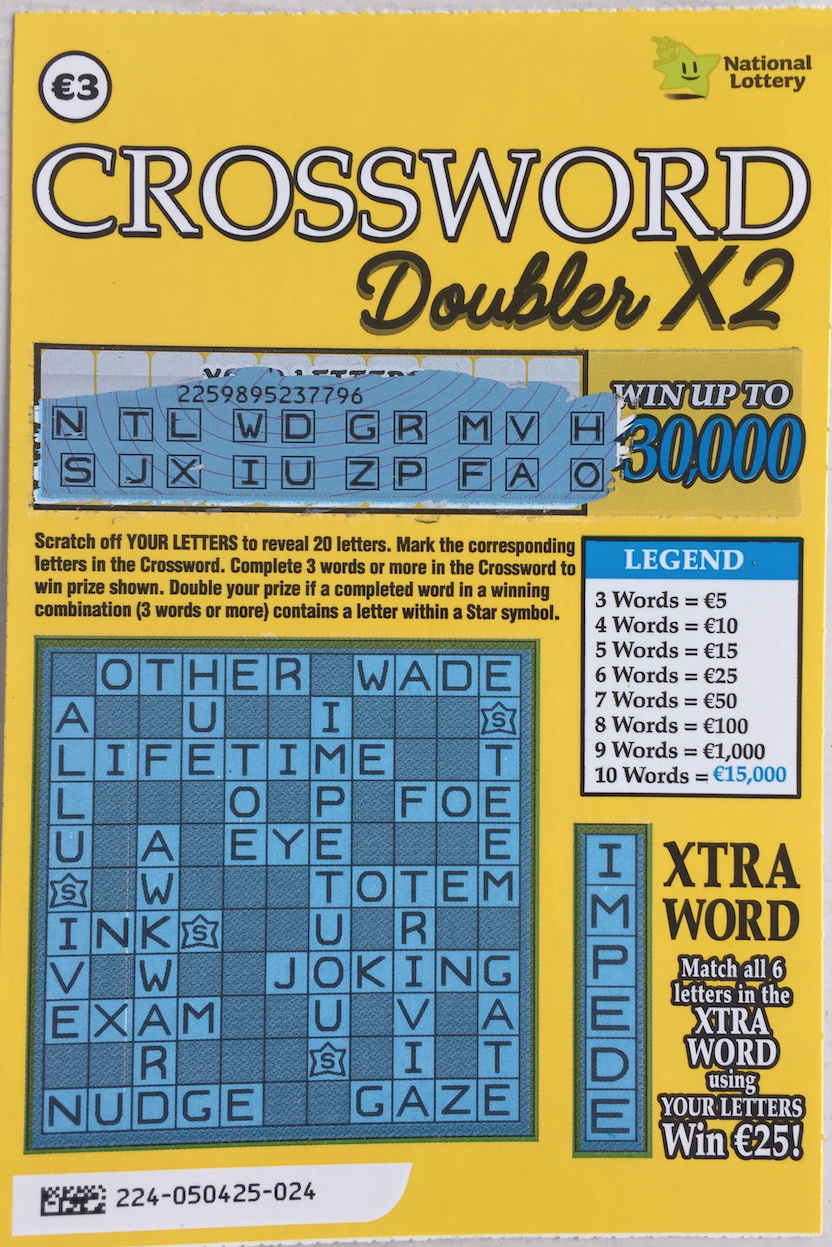 €3
National
Lottery
CROSSWORD
Doubler X2
2259895237796
N T L W D G R M V H
S J X I U Z P F A O
WIN UP TO
30,000
Scratch off YOUR LETTERS to reveal 20 letters. Mark the corresponding
letters in the Crossword. Complete 3 words or more in the Crossword to
win prize shown. Double your prize if a completed word in a winning
combination (3 words or more) contains a letter within a Star symbol.
LEGEND
3 Words = €5
4 Words = €10
5 Words = €15
6 Words = €25
7 Words = €50
8 Words = €100
9 Words = €1,000
10 Words = €15,000
OTHER WADE
A U I S
LIFETIME T
L O P FOE
U A EYE E E
S W TOTEM
I N K S U R
V W JOKING
EXAM U V A
R S I T
NUDGE GAZE
I
M
P
E
D
E
XTRA
WORD
Match all 6
letters in the
XTRA
WORD
using
YOUR LETTERS
Win €25!
224-050425-024